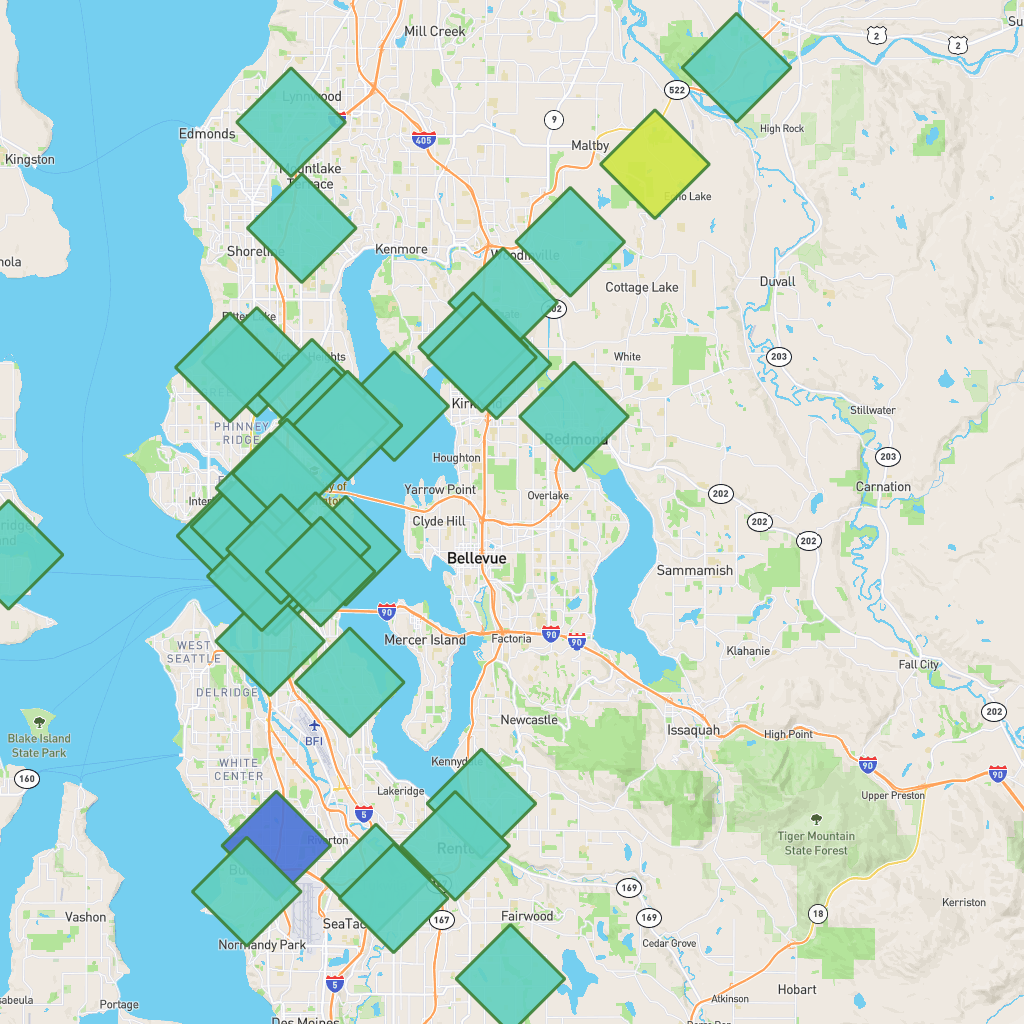 Mill Creek
2
2
Lynnwood
522
9
Edmonds
405
High Rock
Kingston
Maltby
Mountlake
Terrace
Echo Lake
Shoreline
Kenmore
Woodinville
Duvall
Cottage Lake
Bitter Lake
203
White
Stillwater
Kirkland
PHINNEY
RIDGE
Redmond
Houghton
203
Carnation
Yarrow Point
Overlake
202
Clyde Hill
202
202
Bellevue
Sammamish
90
Mercer Island
Factoria
90
90
WEST
SEATTLE
Klahanie
Fall City
DELRIDGE
202
Newcastle
Blake Island
State Park
BFI
Issaquah
High Point
WHITE
CENTER
90
90
160
Lakeridge
Upper Preston
5
Tiger Mountain
State Forest
169
Kerriston
Vashon
SeaTac
167
Fairwood
169
18
Normandy Park
Cedar Grove
5
Hobart
Portage
Atkinson
Des Moines